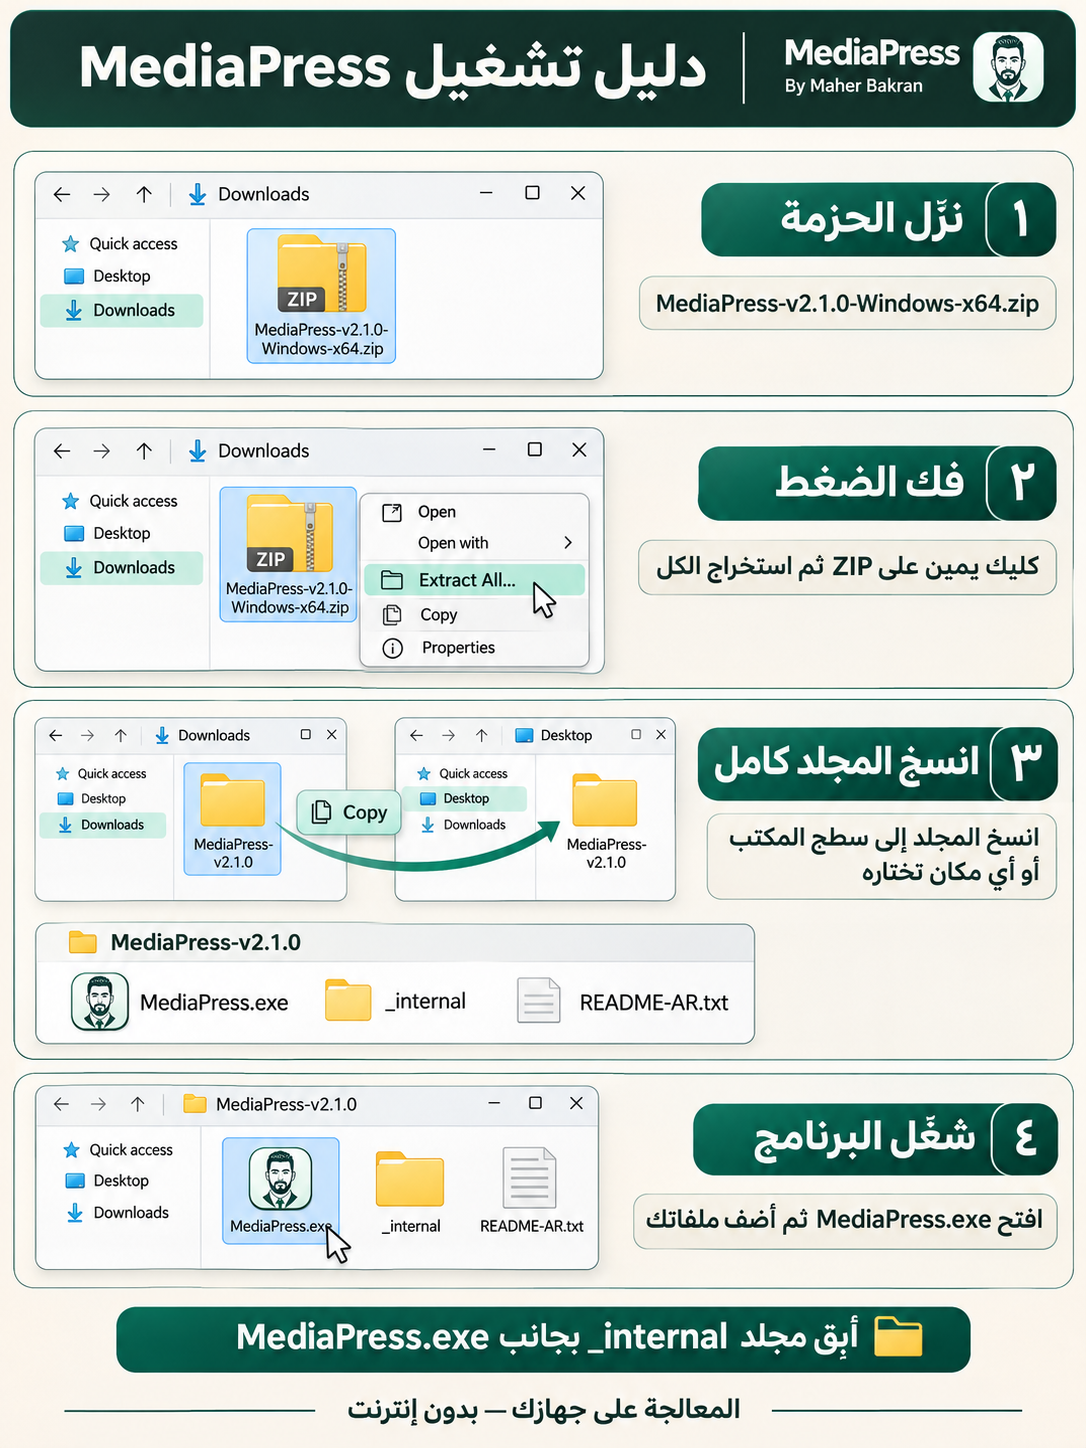 دليل تشغيل MediaPress
MediaPress
By Maher Bakran
١
نزّل الحزمة
MediaPress-v2.1.0-Windows-x64.zip
Downloads
Quick access
Desktop
Downloads
ZIP
MediaPress-v2.1.0-
Windows-x64.zip
٢
فك الضغط
كليك يمين على ZIP ثم استخراج الكل
Downloads
Quick access
Desktop
Downloads
ZIP
MediaPress-v2.1.0-
Windows-x64.zip
Open
Open with
Extract All...
Copy
Properties
٣
انسخ المجلد كامل
انسخ المجلد إلى سطح المكتب
أو أي مكان تختاره
Downloads
Quick access
Desktop
Downloads
MediaPress-
v2.1.0
Copy
Desktop
Quick access
Desktop
Downloads
MediaPress-
v2.1.0
MediaPress-v2.1.0
MediaPress.exe
_internal
README-AR.txt
٤
شغّل البرنامج
افتح MediaPress.exe ثم أضف ملفاتك
MediaPress-v2.1.0
Quick access
Desktop
Downloads
MediaPress.exe
_internal
README-AR.txt
أبِق مجلد _internal بجانب MediaPress.exe
المعالجة على جهازك — بدون إنترنت